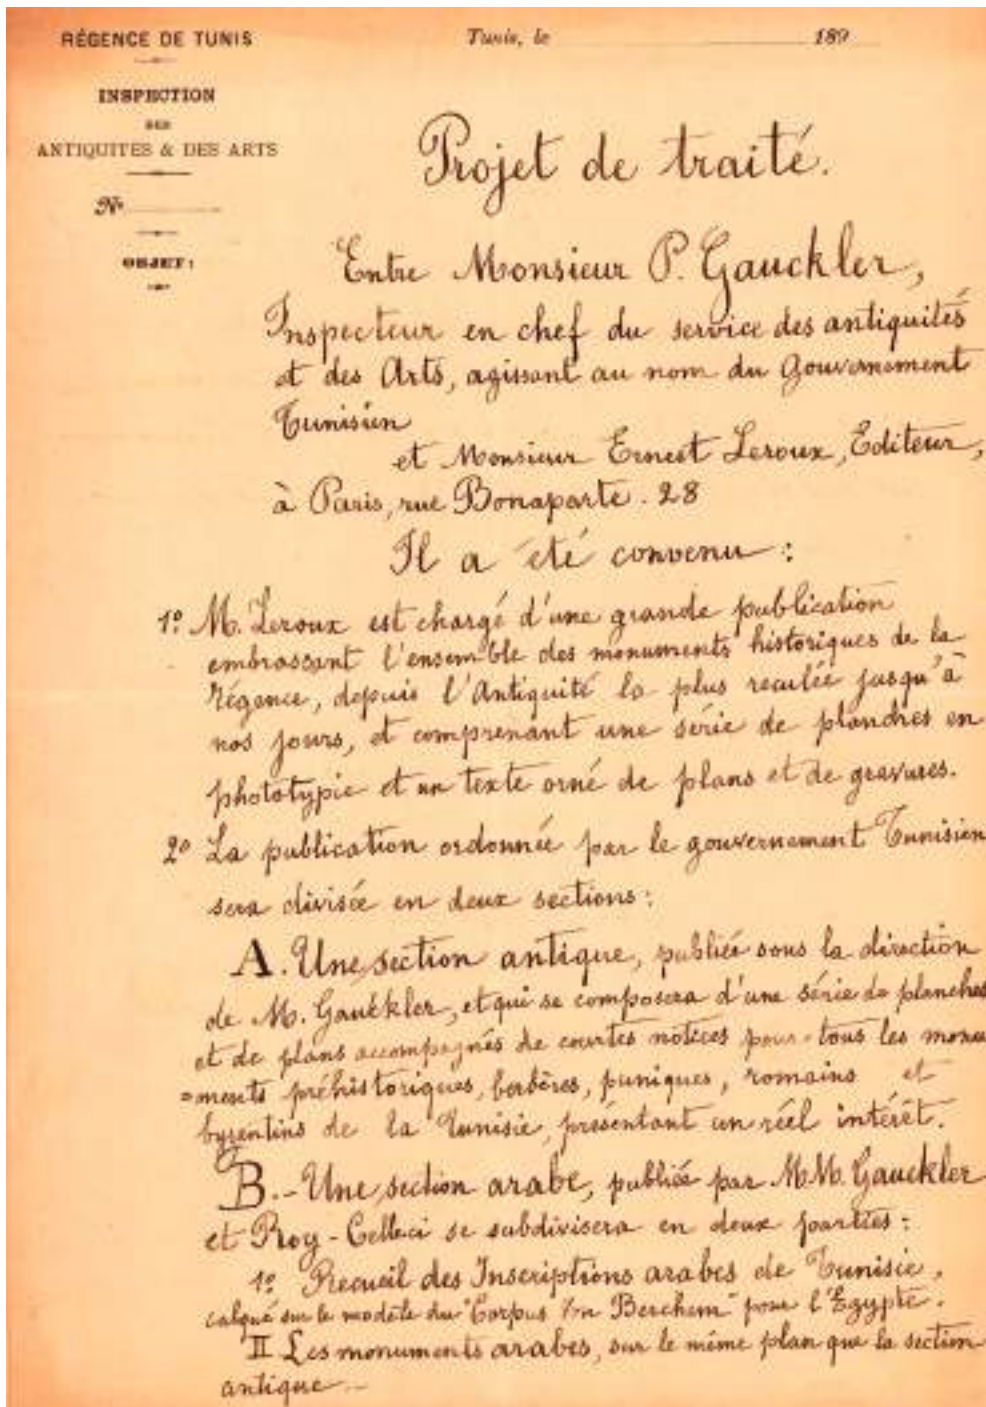 RÉGENCE DE TUNIS
Tunis, le 189
INSPECTION
DES
ANTIQUITES & DES ARTS
No
OBJET :
Projet de traité.
Entre Monsieur P. Gauckler,
Inspecteur en chef du service des antiquités
et des Arts, agissant au nom du Gouvernement
Tunisien
et Monsieur Ernest Leroux, Editeur,
à Paris, rue Bonaparte. 28
Il a été convenu :
1º M. Leroux est chargé d'une grande publication
embrassant l'ensemble des monuments historiques de la
Régence, depuis l'Antiquité la plus reculée jusqu'à
nos jours, et comprenant une série de planches en
phototypie et un texte orné de plans et de gravures.
2º La publication ordonnée par le gouvernement Tunisien
sera divisée en deux sections :
A. Une section antique, publiée sous la direction
de M. Gauckler, et qui se composera d'une série de planches
et de plans accompagnés de courtes notices pour tous les monu
=ments préhistoriques, berbères, puniques, romains et
byzentins de la Tunisie, présentant un réel intérêt.
B. - Une section arabe, publiée par M.M. Gauckler
et Roy - Celle-ci se subdivisera en deux parties :
1º Recueil des Inscriptions arabes de Tunisie,
calqué sur le modèle du "Corpus Van Berchem" pour l'Egypte.
II Les monuments arabes, sur le même plan que la section
antique -